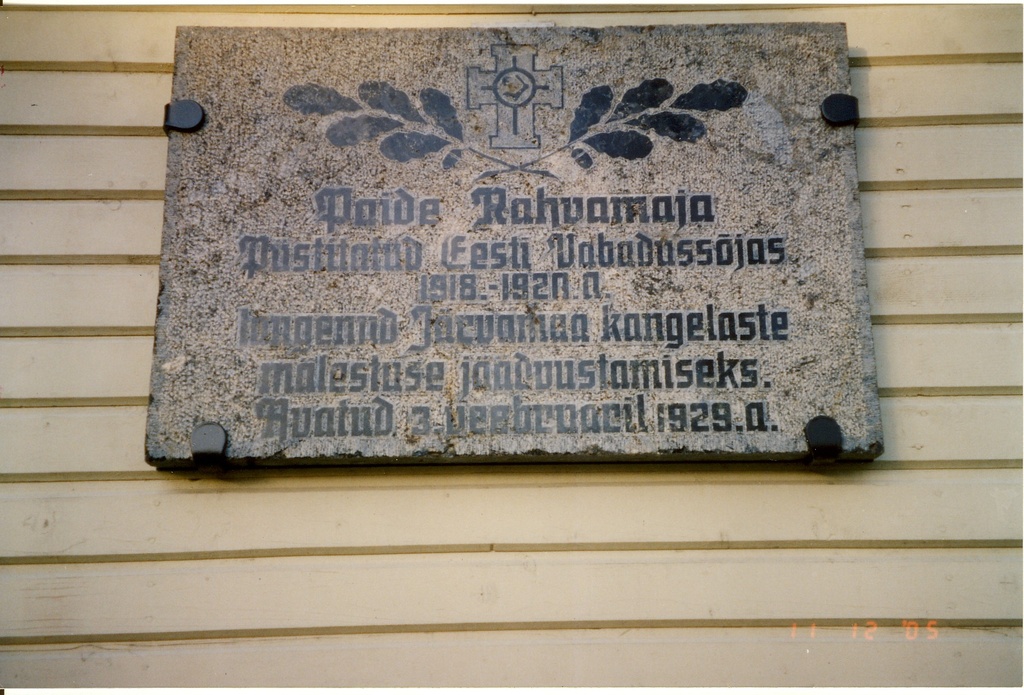 Paide Rahvamaja
Püstitatud Eesti Vabadussõjas
1918.-1920.a.
langenud Järvamaa kangelaste
mälestuse jäädvustamiseks.
Avatud 3. veebruaril 1929.a.
11 12 '05